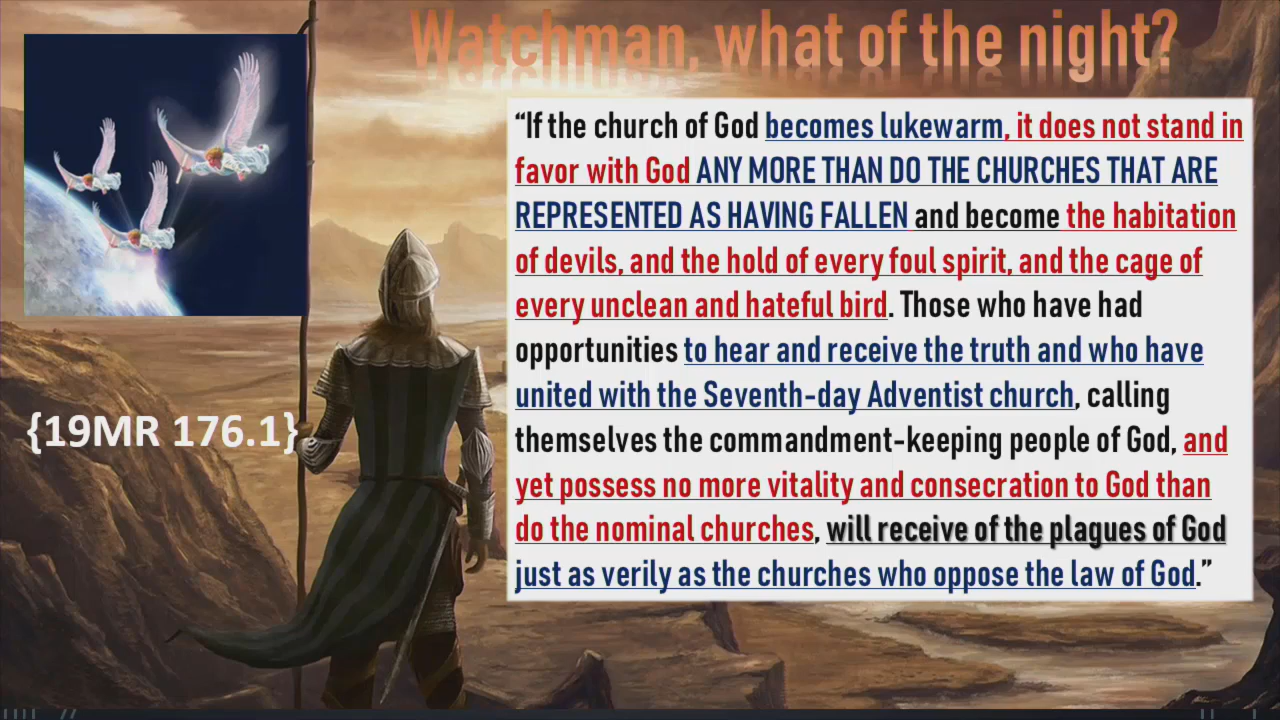 Watchman, what of the night?
“If the church of God becomes lukewarm, it does not stand in
favor with God ANY MORE THAN DO THE CHURCHES THAT ARE
REPRESENTED AS HAVING FALLEN and become the habitation
of devils, and the hold of every foul spirit, and the cage of
every unclean and hateful bird. Those who have had
opportunities to hear and receive the truth and who have
united with the Seventh-day Adventist church, calling
themselves the commandment-keeping people of God, and
yet possess no more vitality and consecration to God than
do the nominal churches, will receive of the plagues of God
just as verily as the churches who oppose the law of God.”
{19MR 176.1}